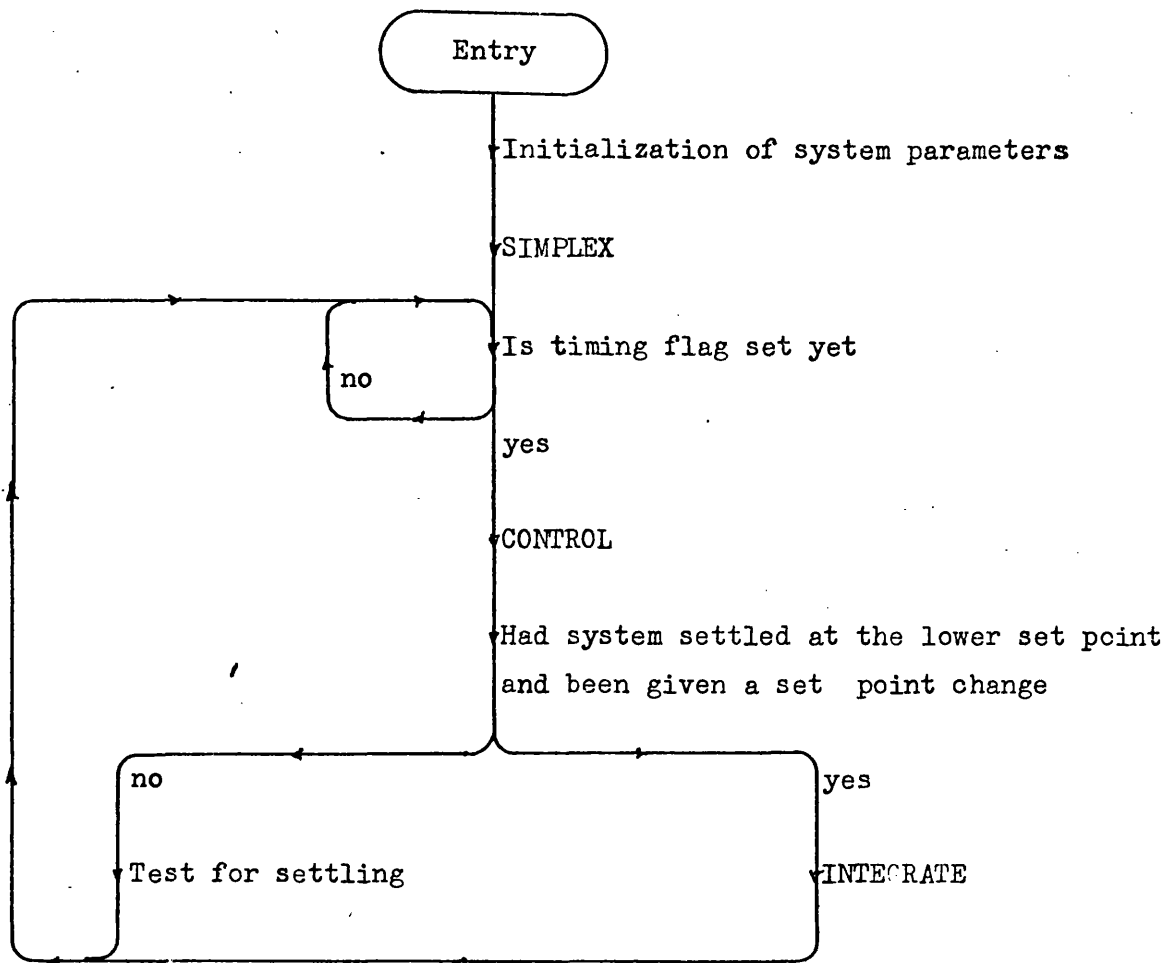 Entry
Initialization of system parameters
SIMPLEX
Is timing flag set yet
no
yes
CONTROL
Had system settled at the lower set point
and been given a set point change
no
yes
Test for settling
INTEGRATE